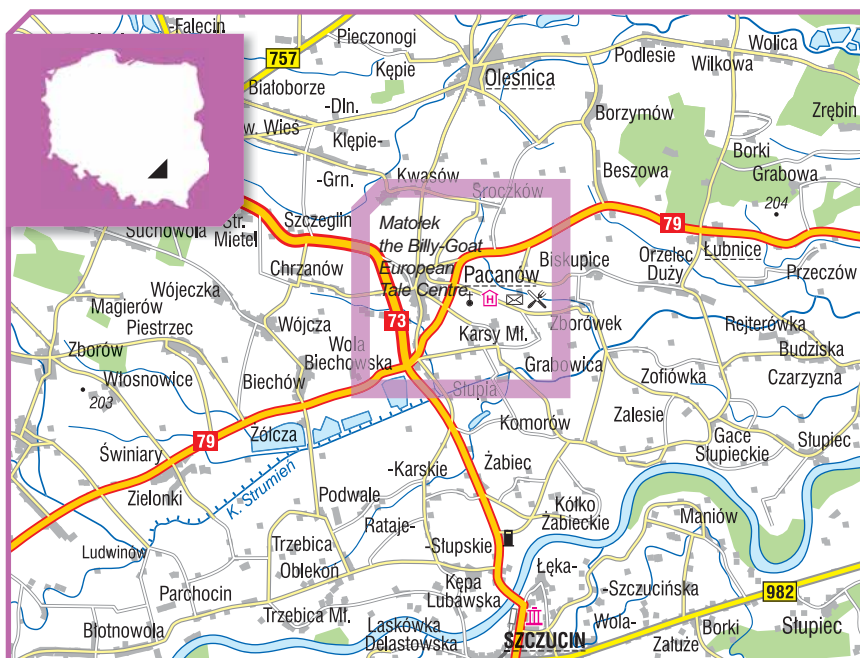 -Falęcin
Pleczonogi
Wolica
757
Kępie
Podlesie
Wilkowa
Oleśnica
Białoborze
-Dln.
Borzymów
Zrębin
w. Wieś
Klępie-
Borki
-Grn.
Kwasów
Beszowa
Grabowa
Sroczków
204
Str.
Mietel
Szczeglin
Matołek
the Billy-Goat
European
Tale Centre
79
Suchowola
Biskupice
Orzelec
Duży
Łubnice
Chrzanów
Pacanów
Przeczów
Wójeczka
Magierów
Piestrzec
73
Wójcza
Zborówek
Rejterówka
Karsy Mł.
Wola
Biechowska
Budziska
Zborów
Grabowica
Włosnowice
Biechów
Zofiówka
Czarzyzna
203
Słupia
Komorów
Zalesie
79
Zółcza
Gace
Słupieckie
Słupiec
Świniary
-Karskie
Żabiec
K. Strumień
Zielonki
Podwale
Kółko
Żabieckie
Maniów
Rataje-
Ludwinów
Trzebica
Oblekoń
-Słupskie
Łęka-
Parchocin
Kępa
Lubawska
-Szczucińska
982
Trzebica Mł.
Błotnowola
Laskówka
Delastowska
SZCZUCIN
Wola-
Zaluże
Borki
Słupiec